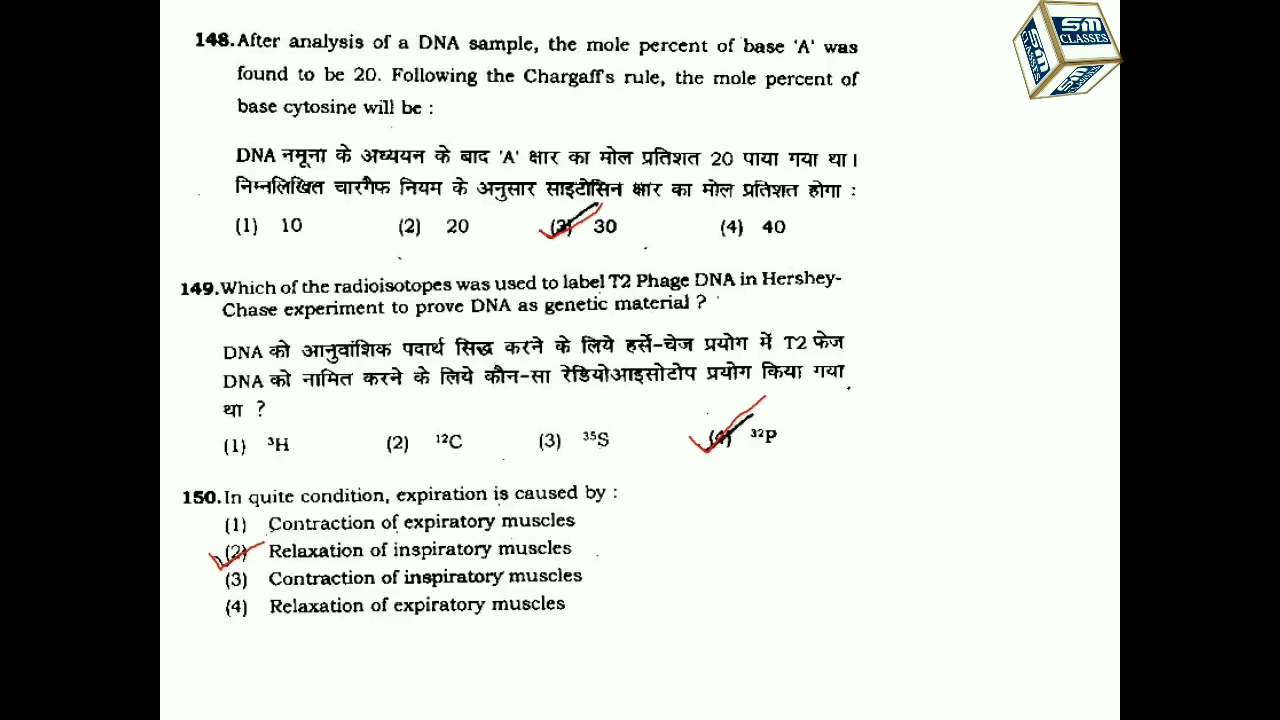 SM
CLASSES
SM
CLASSES
148. After analysis of a DNA sample, the mole percent of base 'A' was
found to be 20. Following the Chargaff's rule, the mole percent of
base cytosine will be :
DNA नमूना के अध्ययन के बाद 'A' क्षार का मोल प्रतिशत 20 पाया गया था।
निम्नलिखित चारगैफ नियम के अनुसार साइटोसिन क्षार का मोल प्रतिशत होगा :
(1) 10 (2) 20 (3) 30 (4) 40
149. Which of the radioisotopes was used to label T2 Phage DNA in Hershey-
Chase experiment to prove DNA as genetic material ?
DNA को आनुवांशिक पदार्थ सिद्ध करने के लिये हर्से-चेज प्रयोग में T2 फेज
DNA को नामित करने के लिये कौन-सा रेडियोआइसोटोप प्रयोग किया गया
था ?
(1) ³H (2) ¹²C (3) ³⁵S (4) ³²P
150. In quite condition, expiration is caused by :
(1) Contraction of expiratory muscles
(2) Relaxation of inspiratory muscles
(3) Contraction of inspiratory muscles
(4) Relaxation of expiratory muscles